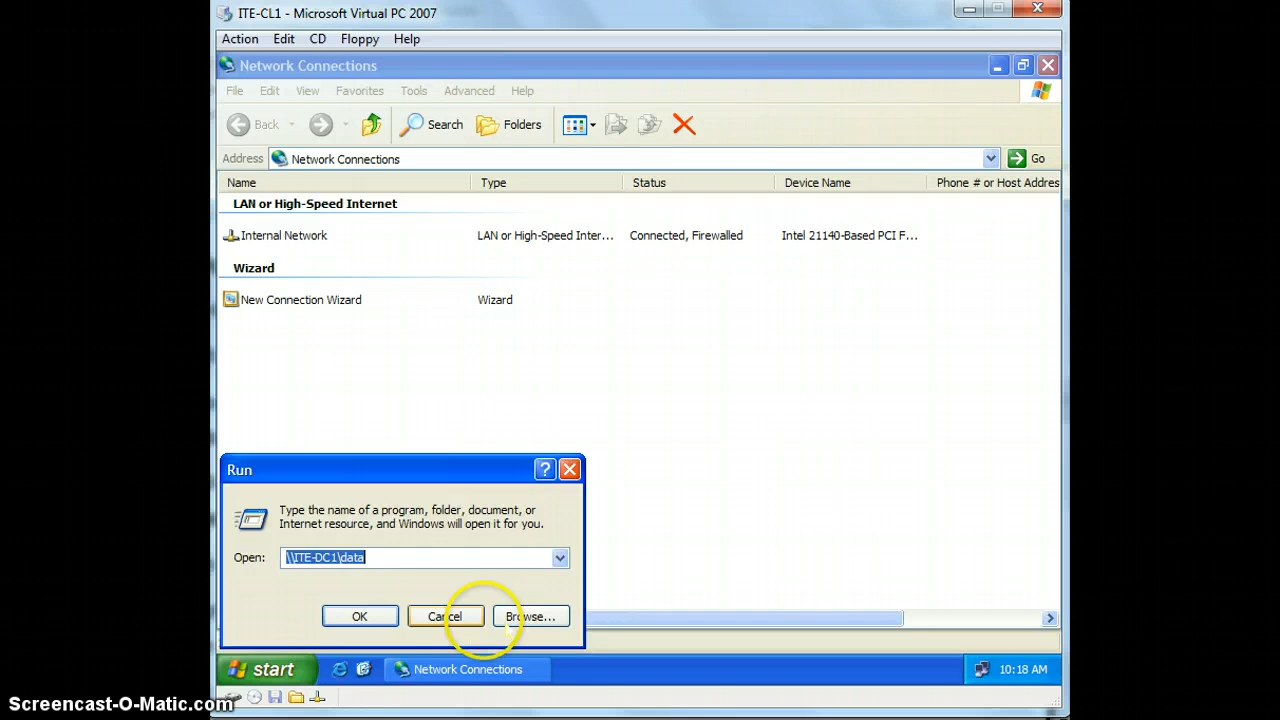 ITE-CL1 - Microsoft Virtual PC 2007
Action Edit CD Floppy Help
Network Connections
File Edit View Favorites Tools Advanced Help
Back Search Folders
Address Network Connections Go
Name Type Status Device Name Phone # or Host Addres
LAN or High-Speed Internet
Internal Network LAN or High-Speed Inter... Connected, Firewalled Intel 21140-Based PCI F...
Wizard
New Connection Wizard Wizard
Run
Type the name of a program, folder, document, or
Internet resource, and Windows will open it for you.
Open: \\ITE-DC1\data
OK Cancel Browse...
start Network Connections 10:18 AM
Screencast-O-Matic.com